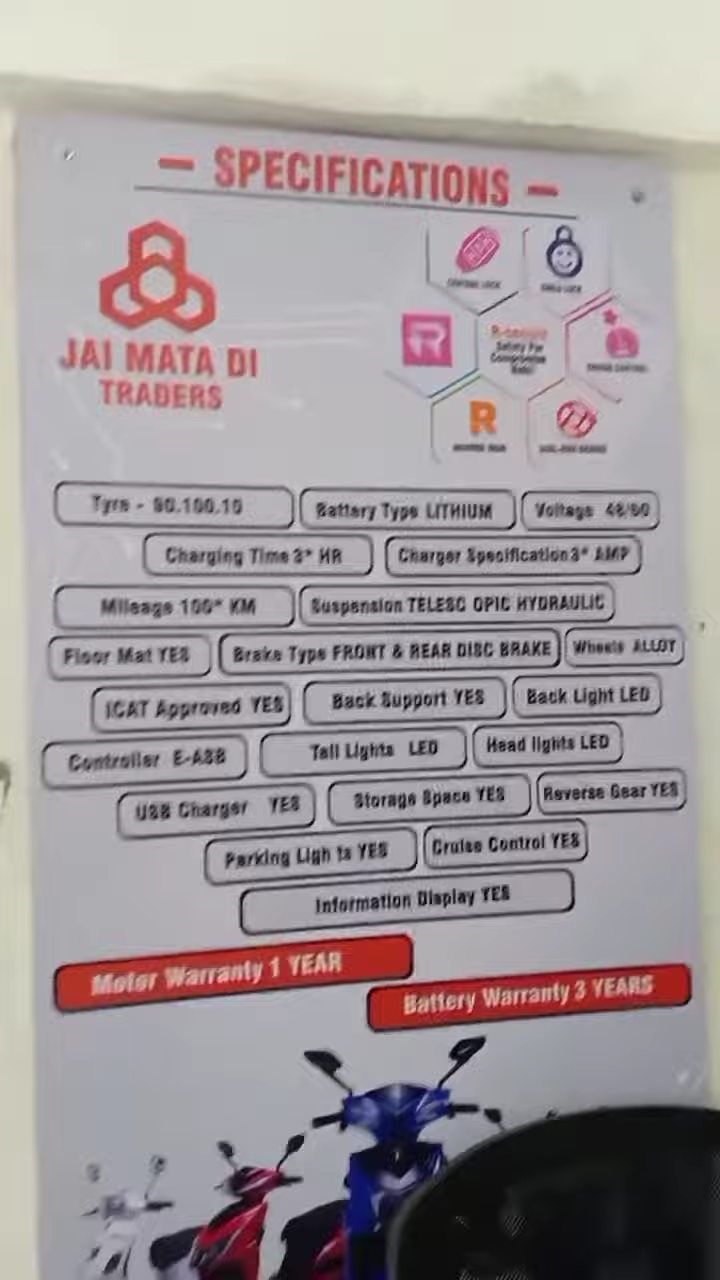 SPECIFICATIONS
JAI MATA DI
TRADERS
Safety For
Compromise
R
R
Tyre - 90.100.10
Battery Type LITHIUM
Voltage 48/60
Charging Time 3* HR
Charger Specification 3* AMP
Mileage 100* KM
Suspension TELESC OPIC HYDRAULIC
Floor Mat YES
Brake Type FRONT & REAR DISC BRAKE
Wheels ALLOT
ICAT Approved YES
Back Support YES
Back Light LED
Controller
Tail Lights LED
Head lights LED
USB Charger YES
Storage Space YES
Reverse Gear YES
Parking Ligh ts YES
Cruise Control YES
Information Display YES
Motor Warranty 1 YEAR
Battery Warranty 3 YEARS